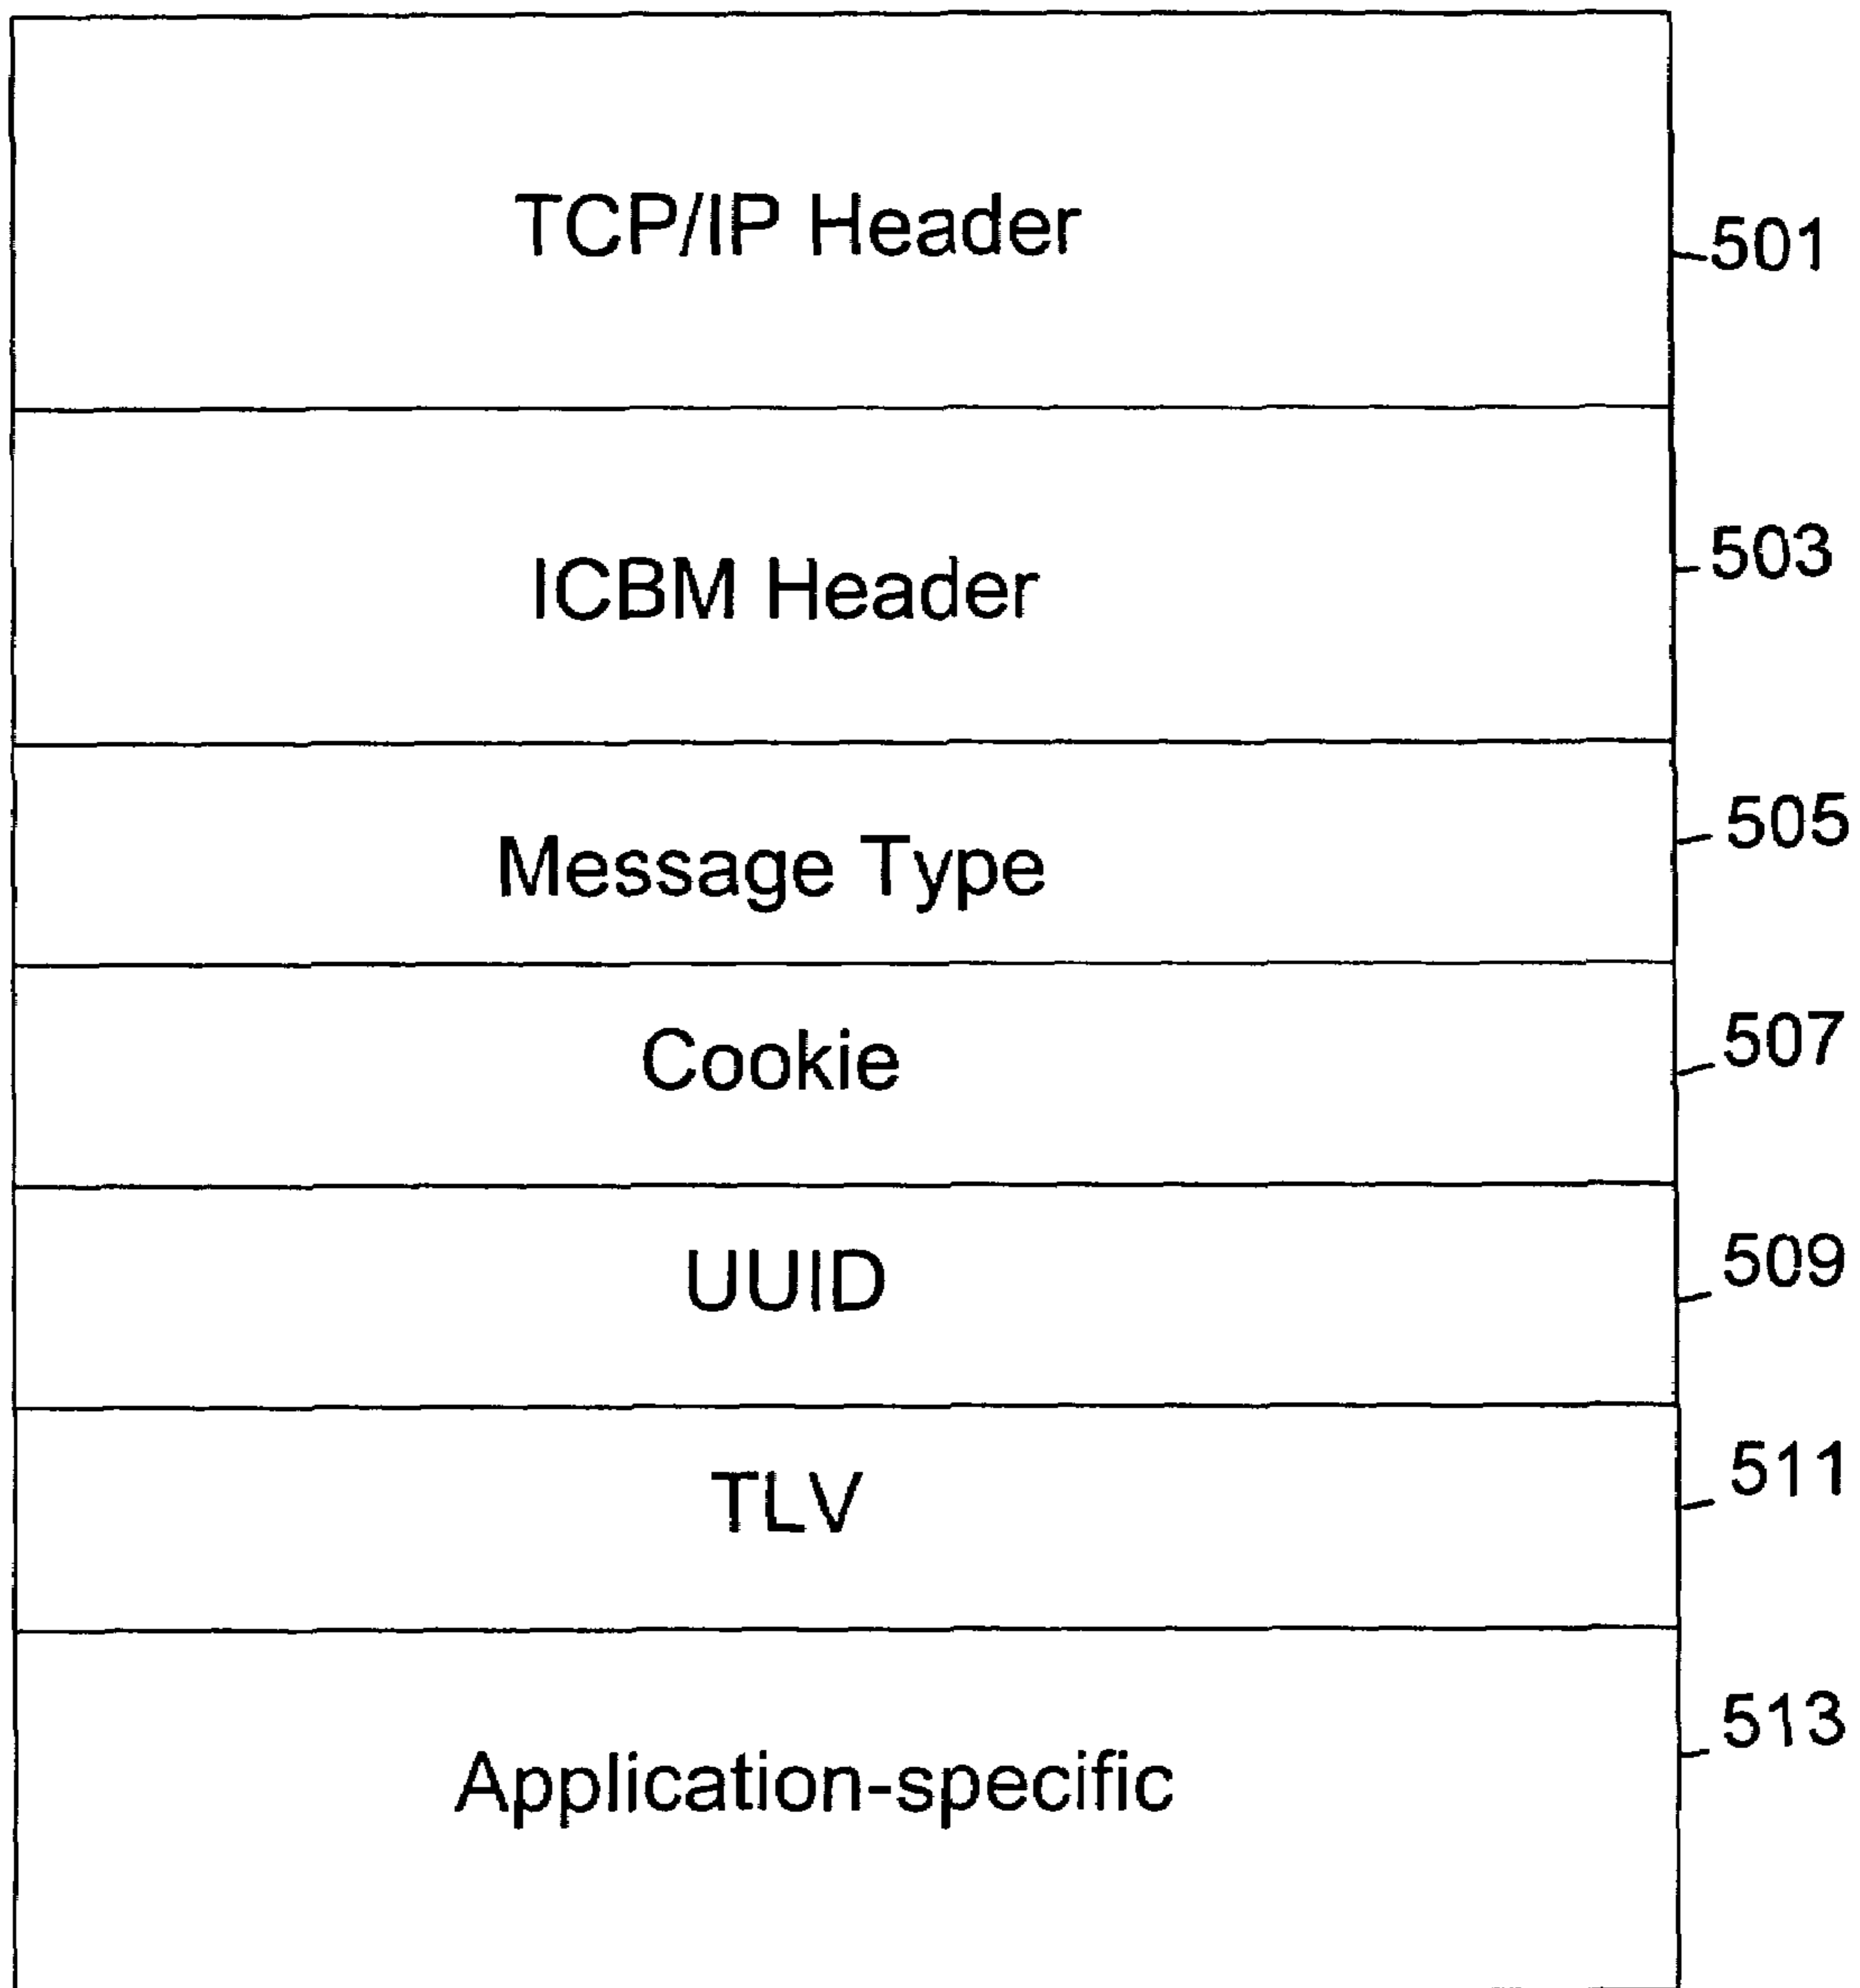 TCP/IP Header
501
ICBM Header
503
Message Type
505
Cookie
507
UUID
509
TLV
511
Application-specific
513